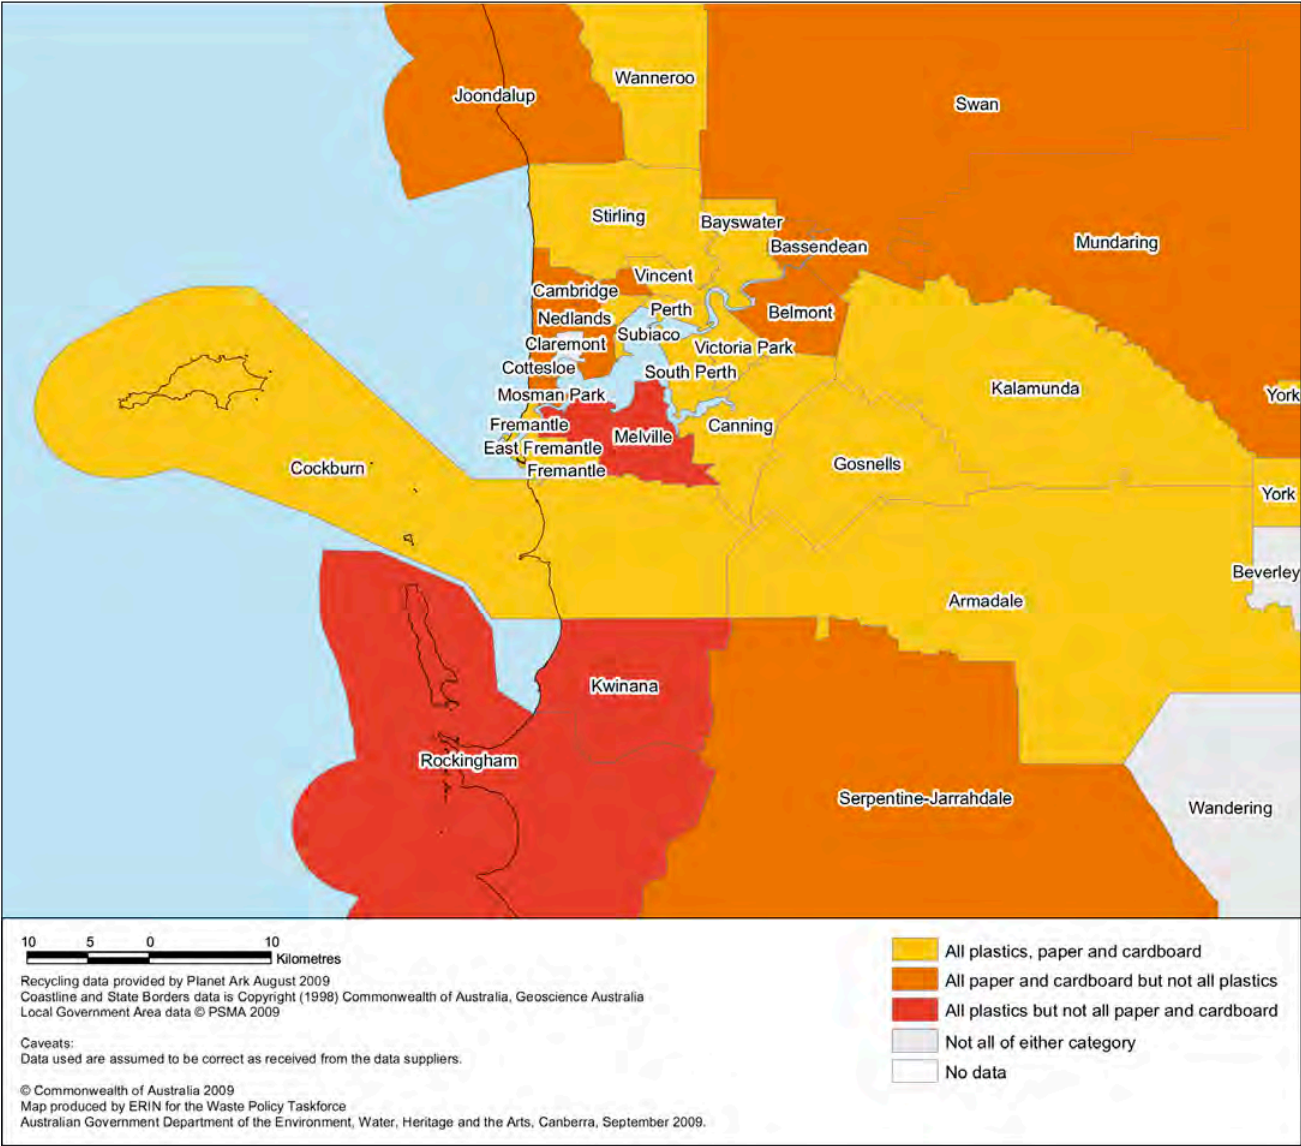 Wanneroo
Joondalup
Swan
Stirling
Bayswater
Bassendean
Mundaring
Vincent
Cambridge
Perth
Belmont
Nedlands
Subiaco
Claremont
Victoria Park
Cottesloe
South Perth
Kalamunda
Mosman Park
York
Fremantle
Canning
Melville
East Fremantle
Gosnells
Cockburn
Fremantle
York
Beverley
Armadale
Kwinana
Rockingham
Serpentine-Jarrahdale
Wandering
10 5 0 10
Kilometres
Recycling data provided by Planet Ark August 2009
Coastline and State Borders data is Copyright (1998) Commonwealth of Australia, Geoscience Australia
Local Government Area data © PSMA 2009
Caveats:
Data used are assumed to be correct as received from the data suppliers.
© Commonwealth of Australia 2009
Map produced by ERIN for the Waste Policy Taskforce
Australian Government Department of the Environment, Water, Heritage and the Arts, Canberra, September 2009.
All plastics, paper and cardboard
All paper and cardboard but not all plastics
All plastics but not all paper and cardboard
Not all of either category
No data